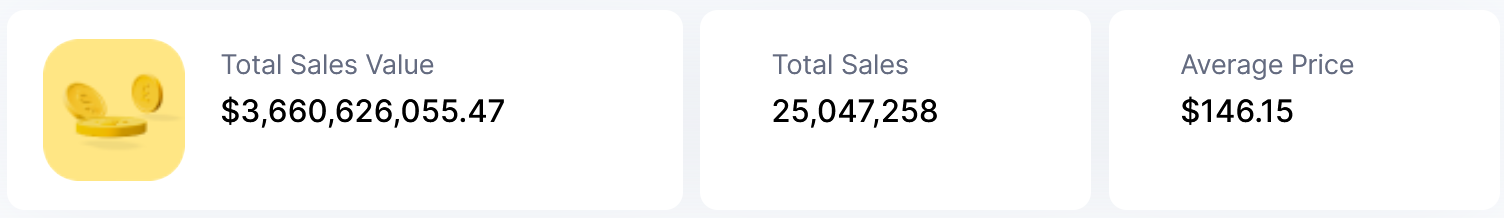 Total Sales Value
$3,660,626,055.47
Total Sales
25,047,258
Average Price
$146.15